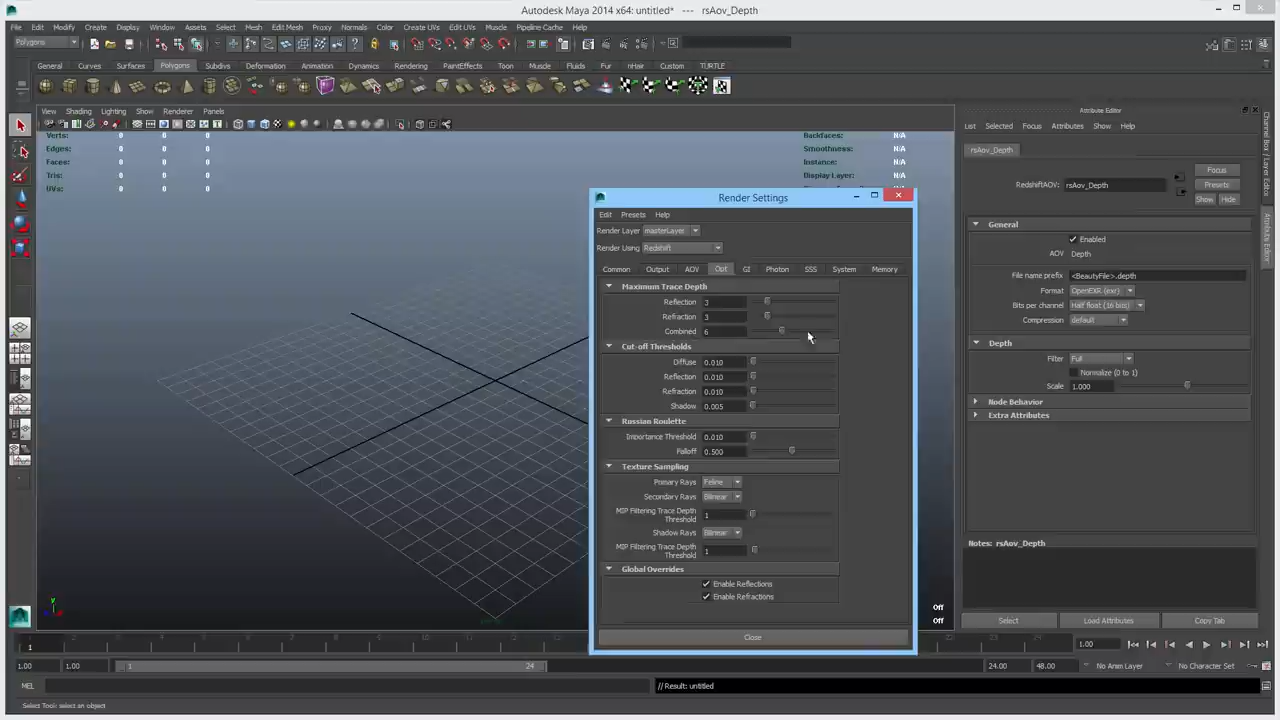 Autodesk Maya 2014 x64: untitled*   ---   rsAov_Depth
File Edit Modify Create Display Window Assets Select Mesh Edit Mesh Proxy Normals Color Create UVs Edit UVs Muscle Pipeline Cache Help
Polygons
General Curves Surfaces Polygons Subdivs Deformation Animation Dynamics Rendering PaintEffects Toon Muscle Fluids Fur nHair Custom TURTLE
View Shading Lighting Show Renderer Panels
Verts: 0 0 0
Edges: 0 0 0
Faces: 0 0 0
Tris: 0 0 0
UVs: 0 0 0
Backfaces: N/A
Smoothness: N/A
Instance: N/A
Display Layer: N/A
N/A
Off
Off
Render Settings
Edit Presets Help
Render Layer masterLayer
Render Using Redshift
Common Output AOV Opt GI Photon SSS System Memory
Maximum Trace Depth
Reflection 3
Refraction 3
Combined 6
Cut-off Thresholds
Diffuse 0.010
Reflection 0.010
Refraction 0.010
Shadow 0.005
Russian Roulette
Importance Threshold 0.010
Falloff 0.500
Texture Sampling
Primary Rays Feline
Secondary Rays Bilinear
MIP Filtering Trace Depth
Threshold 1
Shadow Rays Bilinear
MIP Filtering Trace Depth
Threshold 1
Global Overrides
Enable Reflections
Enable Refractions
Close
Attribute Editor
List Selected Focus Attributes Show Help
rsAov_Depth
RedshiftAOV: rsAov_Depth
Focus
Presets
Show Hide
General
Enabled
AOV Depth
File name prefix <BeautyFile>.depth
Format OpenEXR (exr)
Bits per channel Half float (16 bits)
Compression default
Depth
Filter Full
Normalize (0 to 1)
Scale 1.000
Node Behavior
Extra Attributes
Notes: rsAov_Depth
Select Load Attributes Copy Tab
Channel Box / Layer Editor
Attribute Editor
1
1.00
1.00 1.00 1 24 24.00 48.00 No Anim Layer No Character Set
MEL // Result: untitled
Select Tool: select an object